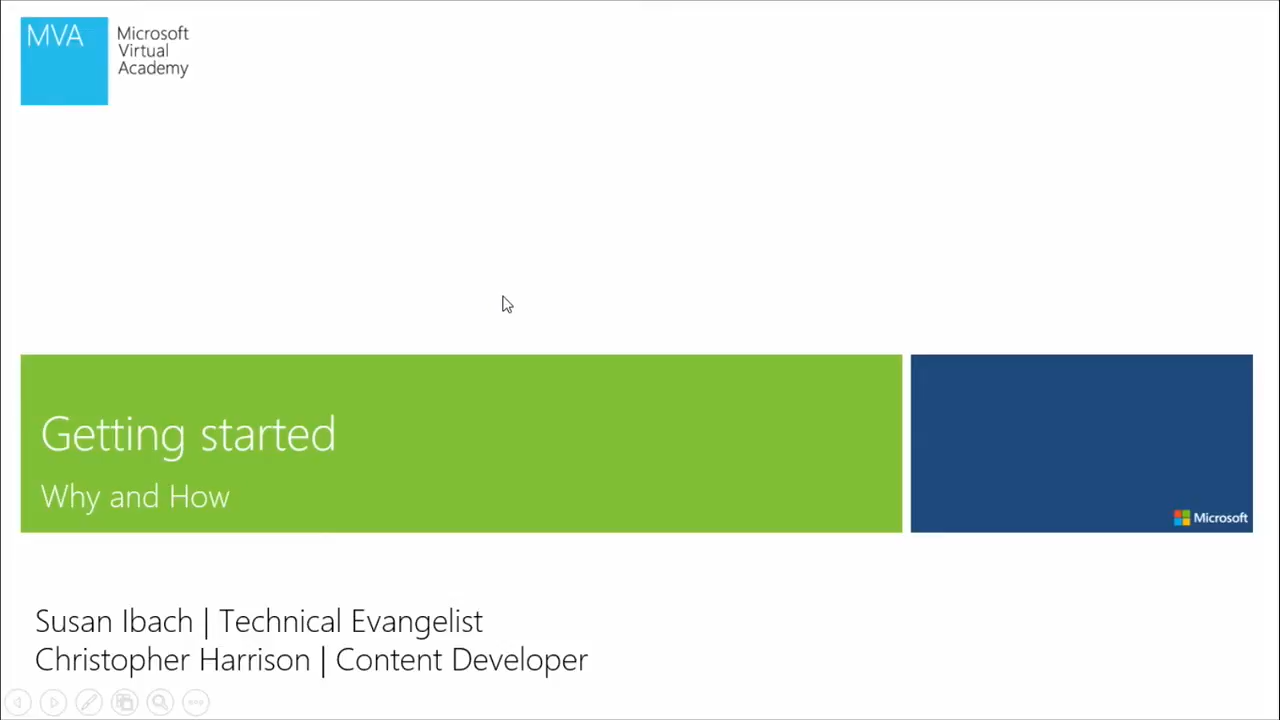 MVA
Microsoft
Virtual
Academy
Getting started
Why and How
Microsoft
Susan Ibach | Technical Evangelist
Christopher Harrison | Content Developer